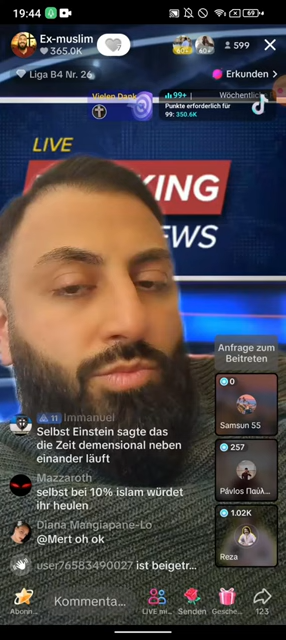 19:44
69
Ex-muslim
365.0K
599
Liga B4 Nr. 26
Erkunden >
Vielen Dank
99+ |
Wöchentlic
Punkte erforderlich für
99: 350.6K
LIVE
KING
EWS
Anfrage zum
Beitreten
0
Samsun 55
257
Pávlos Παύλ...
1.02K
Reza
11 Immanuel
Selbst Einstein sagte das
die Zeit demensional neben
einander läuft
Mazzaroth
selbst bei 10% islam würdet
ihr heulen
Diana Mangiapane-Lo
@Mert oh ok
user76583490027 ist beigetr...
Abonn...
Kommenta...
LIVE mi...
Senden
Gesche...
123